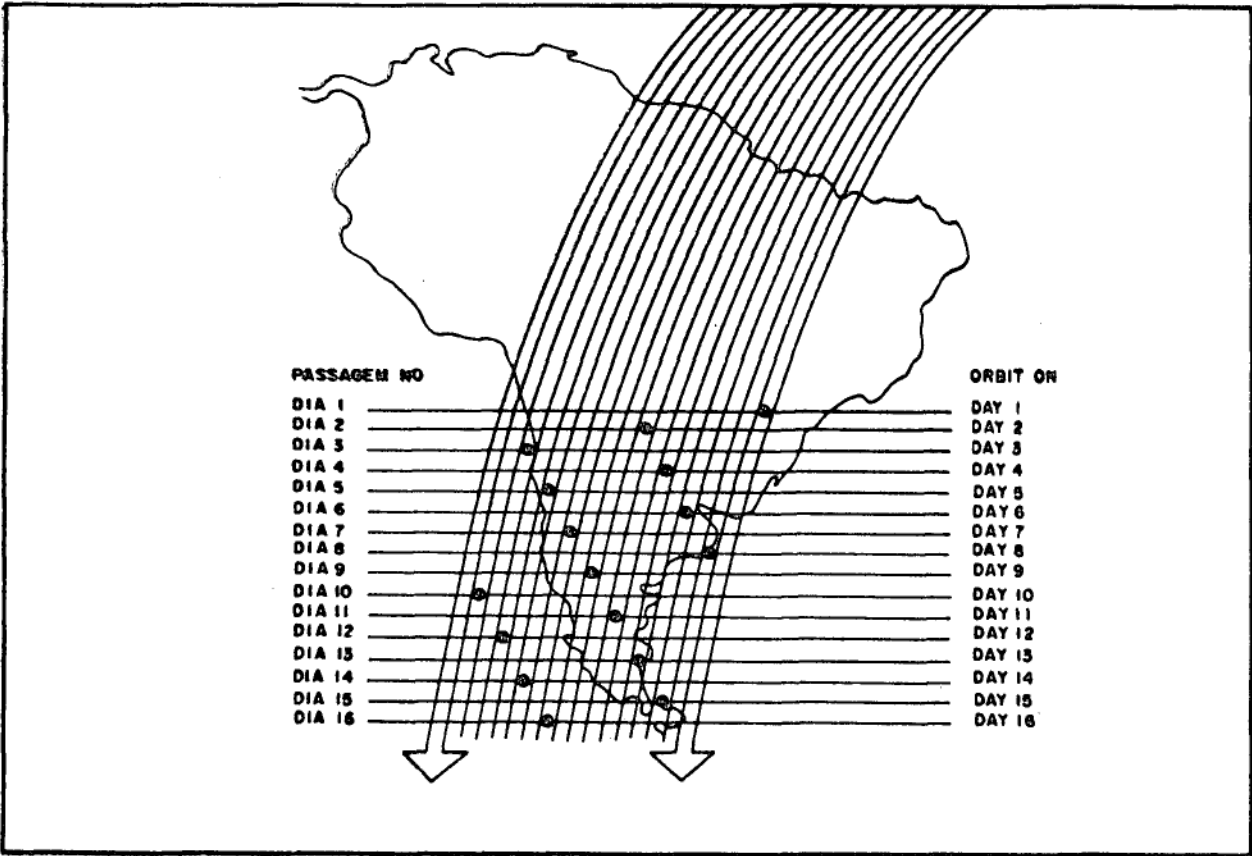 PASSAGEM NO ORBIT ON
DIA 1 DAY 1
DIA 2 DAY 2
DIA 3 DAY 3
DIA 4 DAY 4
DIA 5 DAY 5
DIA 6 DAY 6
DIA 7 DAY 7
DIA 8 DAY 8
DIA 9 DAY 9
DIA 10 DAY 10
DIA 11 DAY 11
DIA 12 DAY 12
DIA 13 DAY 13
DIA 14 DAY 14
DIA 15 DAY 15
DIA 16 DAY 16